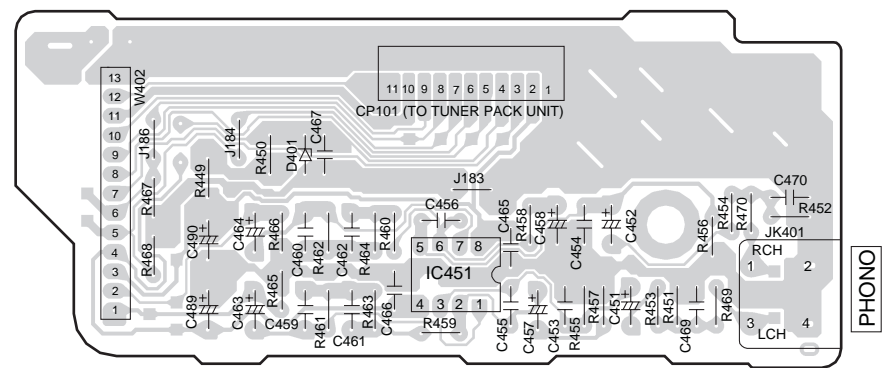 13
12
11
10
9
8
7
6
5
4
3
2
1
W402
11 10 9 8 7 6 5 4 3 2 1
CP101 (TO TUNER PACK UNIT)
J186
J184
R450
D401
C467
R467
R449
J183
C470
R452
C456
C465
R458
C458
C454
C452
R456
R454
R470
JK401
R468
C490
C464
R466
C460
R462
C462
R464
R460
5 6 7 8
IC451
4 3 2 1
RCH
1 2
3 4
LCH
PHONO
C489
C463
R465
C459
R461
C461
R463
C466
R459
C455
C457
C453
R455
R457
C451
R453
R451
C469
R469